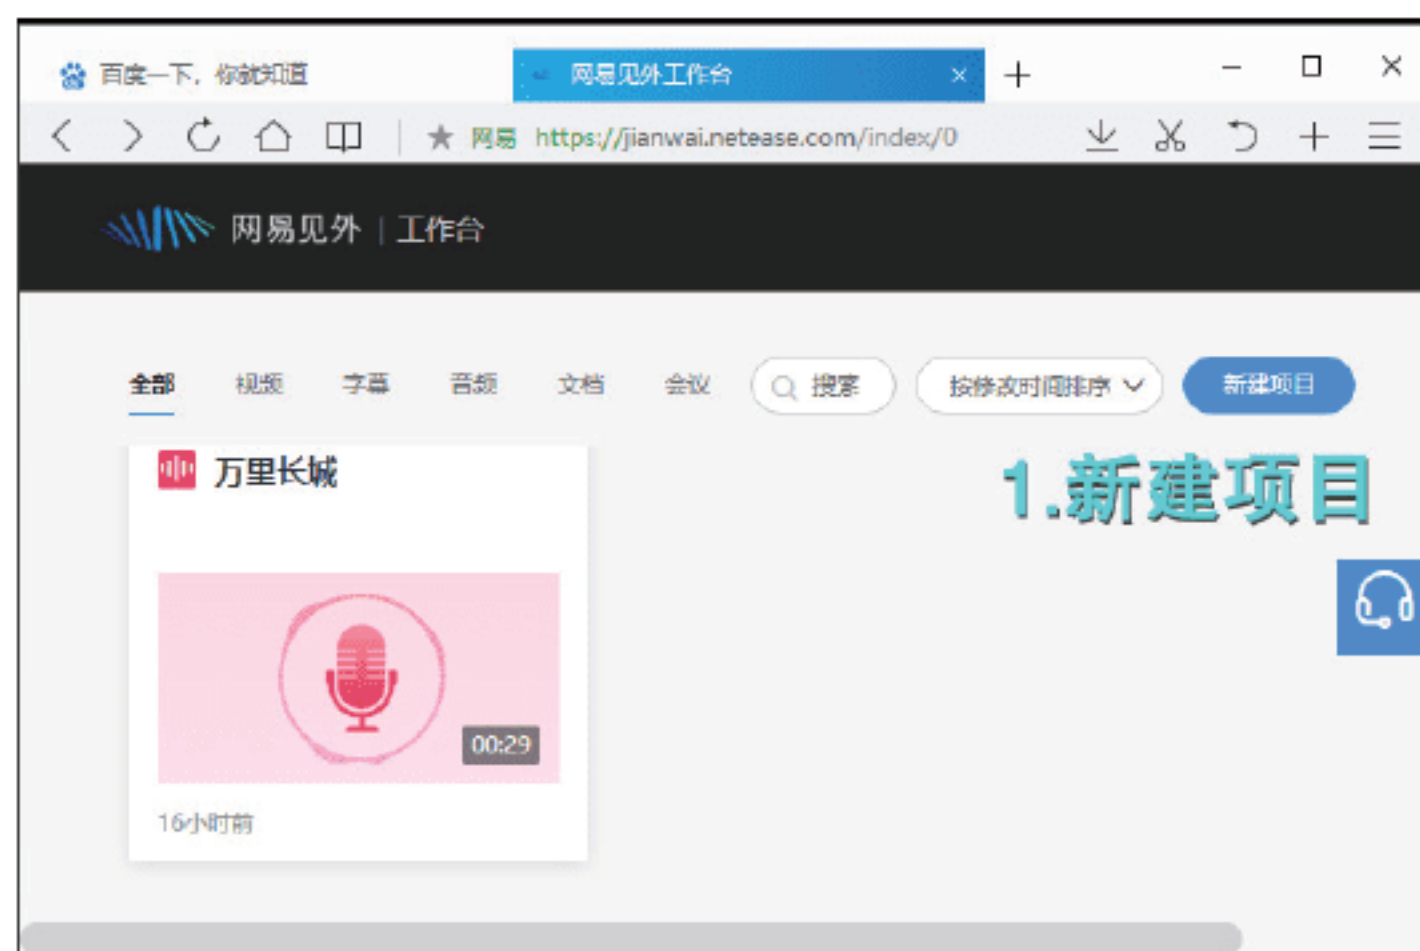 百度一下，你就知道
网易见外工作台
网易 https://jianwai.netease.com/index/0
网易见外 | 工作台
全部 视频 字幕 音频 文档 会议 搜索 按修改时间排序 新建项目
万里长城
1.新建项目
00:29
16小时前